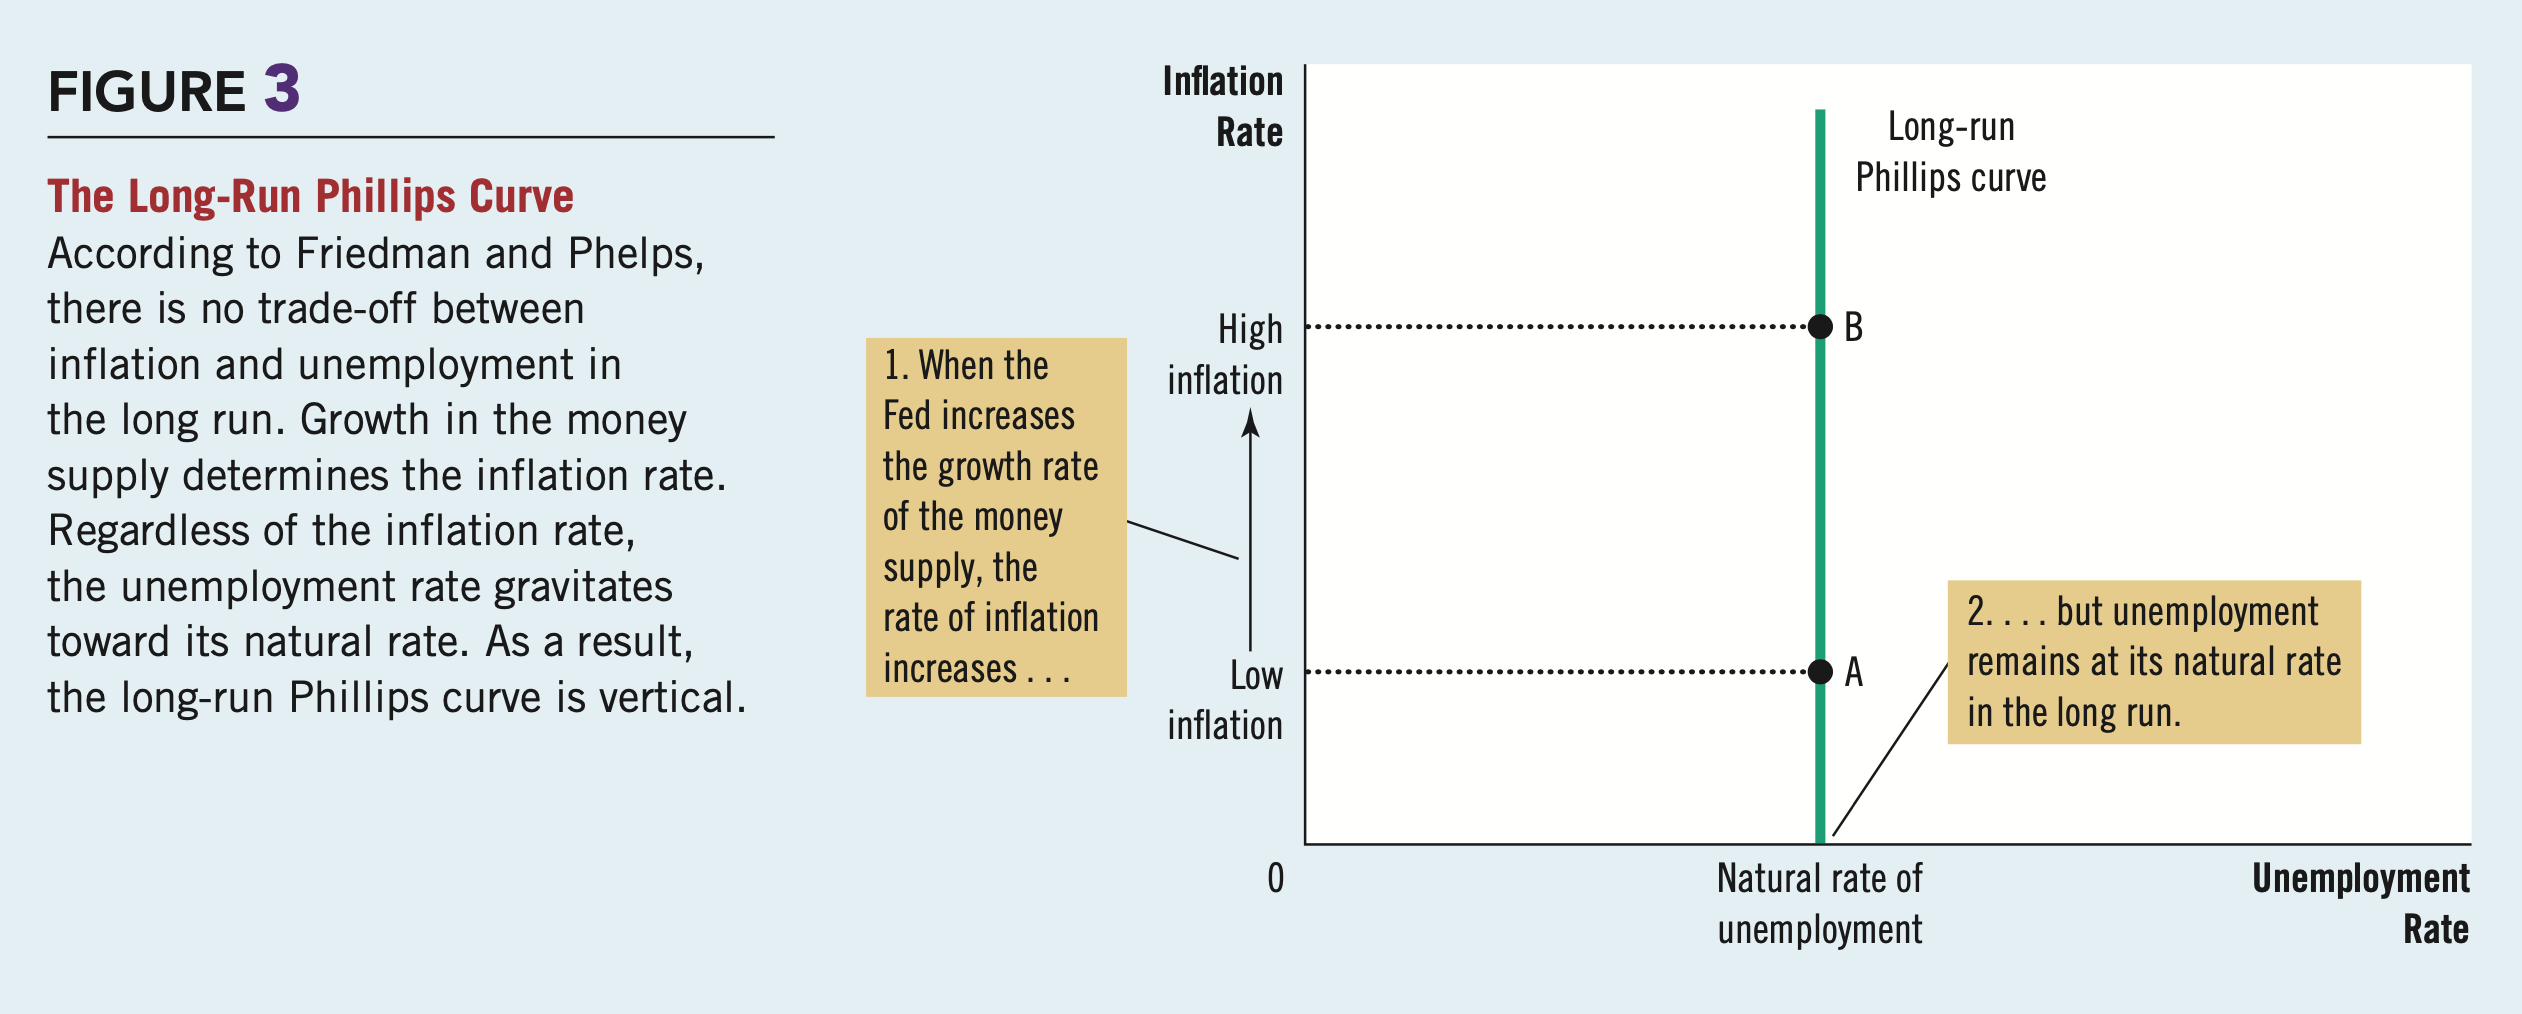 FIGURE 3
The Long-Run Phillips Curve
According to Friedman and Phelps,
there is no trade-off between
inflation and unemployment in
the long run. Growth in the money
supply determines the inflation rate.
Regardless of the inflation rate,
the unemployment rate gravitates
toward its natural rate. As a result,
the long-run Phillips curve is vertical.
1. When the
Fed increases
the growth rate
of the money
supply, the
rate of inflation
increases . . .
Inflation
Rate
High
inflation
Low
inflation
0
Long-run
Phillips curve
B
A
2. . . . but unemployment
remains at its natural rate
in the long run.
Natural rate of
unemployment
Unemployment
Rate